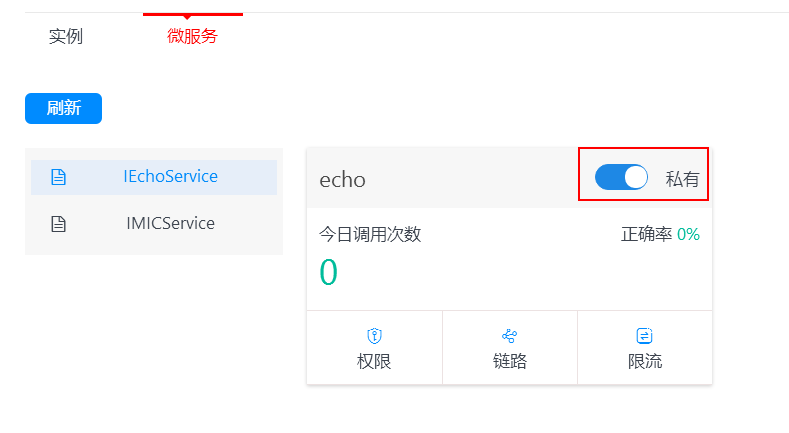 实例
微服务
刷新
IEchoService
IMICService
echo
私有
今日调用次数
正确率 0%
0
权限
链路
限流